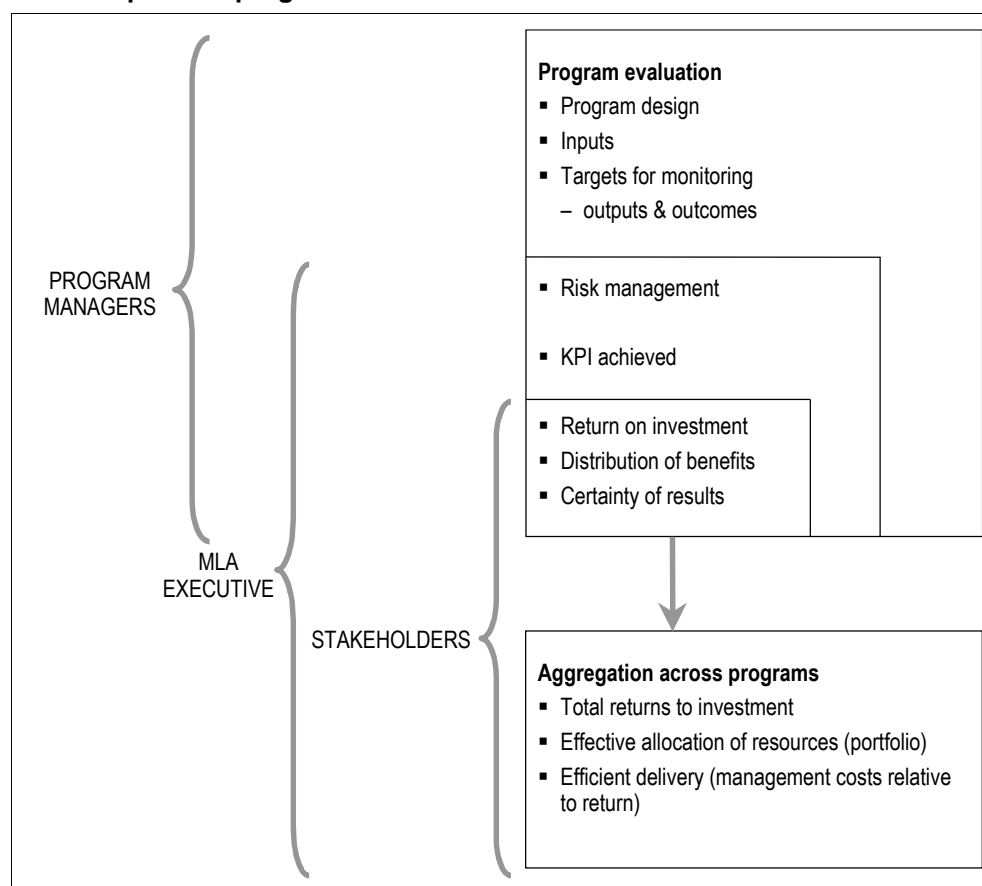 Program evaluation
▪ Program design
▪ Inputs
▪ Targets for monitoring
– outputs & outcomes
PROGRAM
MANAGERS
▪ Risk management
▪ KPI achieved
▪ Return on investment
▪ Distribution of benefits
▪ Certainty of results
MLA
EXECUTIVE
STAKEHOLDERS
Aggregation across programs
▪ Total returns to investment
▪ Effective allocation of resources (portfolio)
▪ Efficient delivery (management costs relative
to return)